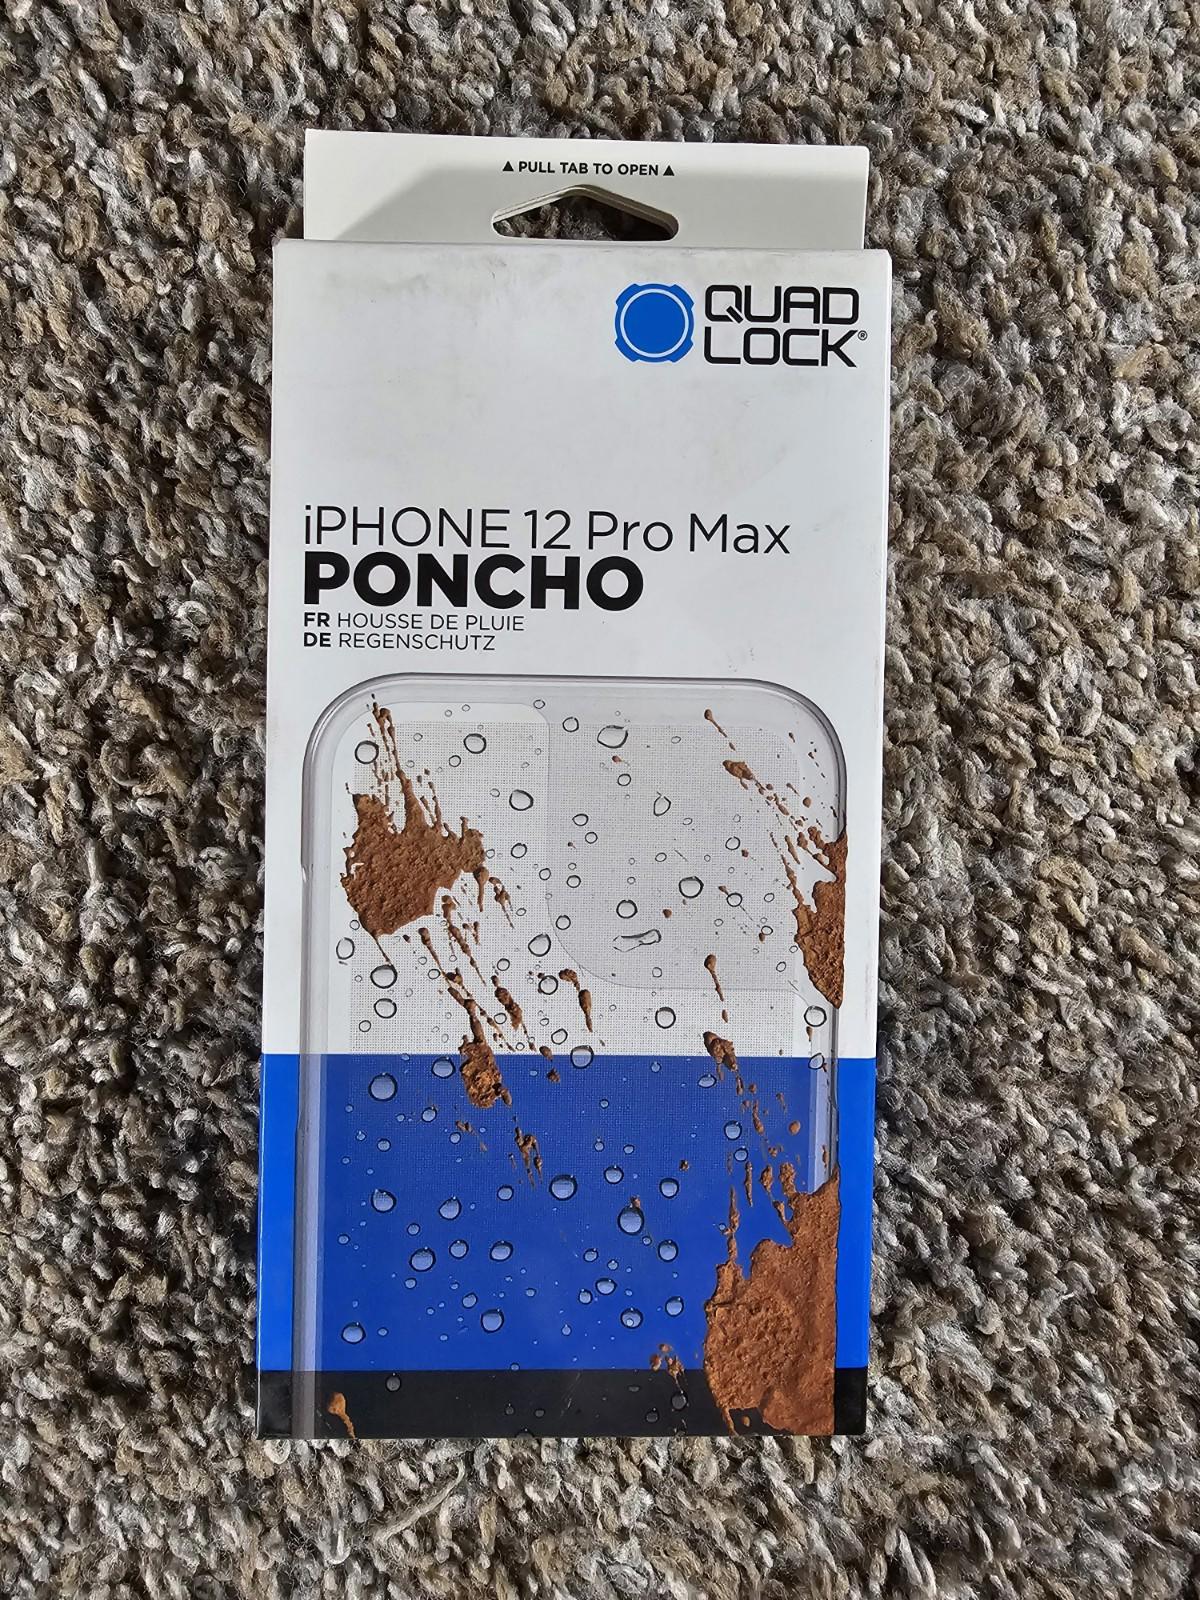 ▲ PULL TAB TO OPEN ▲
QUAD
LOCK®
iPHONE 12 Pro Max
PONCHO
FR HOUSSE DE PLUIE
DE REGENSCHUTZ